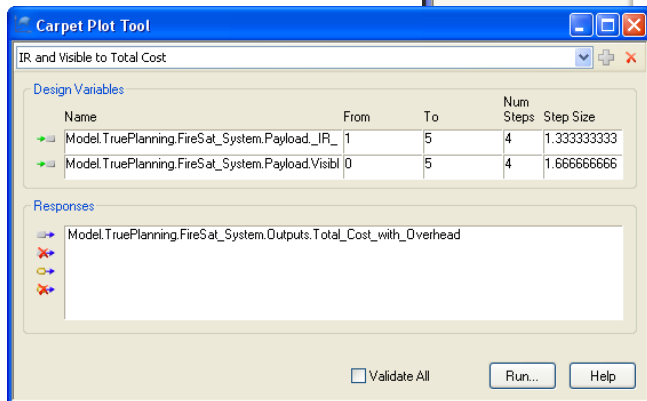 Carpet Plot Tool
IR and Visible to Total Cost
Design Variables
Name From To Num Steps Step Size
Model.TruePlanning.FireSat_System.Payload._IR_ 1 5 4 1.333333333
Model.TruePlanning.FireSat_System.Payload.Visibl 0 5 4 1.666666666
Responses
Model.TruePlanning.FireSat_System.Outputs.Total_Cost_with_Overhead
Validate All Run... Help